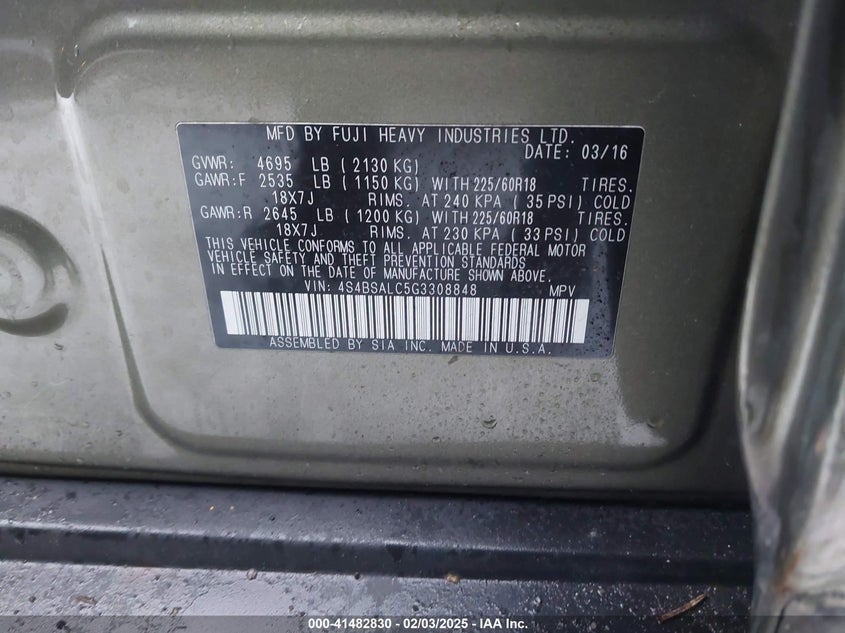 MFD BY FUJI HEAVY INDUSTRIES LTD.
DATE: 03/16
GVWR: 4695 LB ( 2130 KG)
GAWR:F 2535 LB ( 1150 KG) WITH 225/60R18 TIRES.
18X7J RIMS. AT 240 KPA ( 35 PSI) COLD
GAWR:R 2645 LB ( 1200 KG) WITH 225/60R18 TIRES.
18X7J RIMS. AT 230 KPA ( 33 PSI) COLD
THIS VEHICLE CONFORMS TO ALL APPLICABLE FEDERAL MOTOR
VEHICLE SAFETY AND THEFT PREVENTION STANDARDS
IN EFFECT ON THE DATE OF MANUFACTURE SHOWN ABOVE.
VIN: 4S4BSALC5G3308848 MPV
ASSEMBLED BY SIA INC. MADE IN U.S.A.
000-41482830 - 02/03/2025 - IAA Inc.